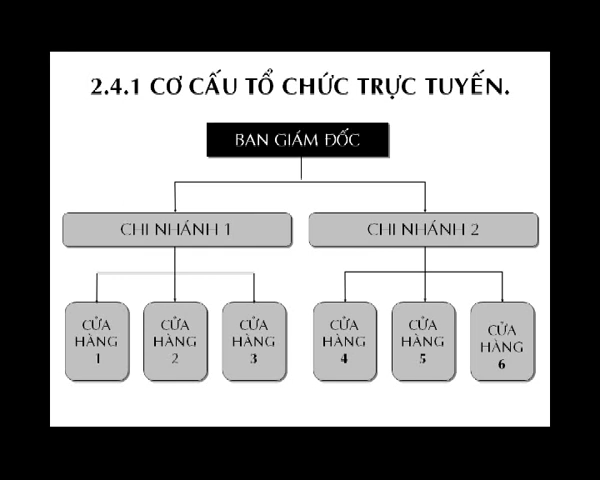 2.4.1 CƠ CẤU TỔ CHỨC TRỰC TUYẾN.
BAN GIÁM ĐỐC
CHI NHÁNH 1
CHI NHÁNH 2
CỬA
HÀNG
1
CỬA
HÀNG
2
CỬA
HÀNG
3
CỬA
HÀNG
4
CỬA
HÀNG
5
CỬA
HÀNG
6